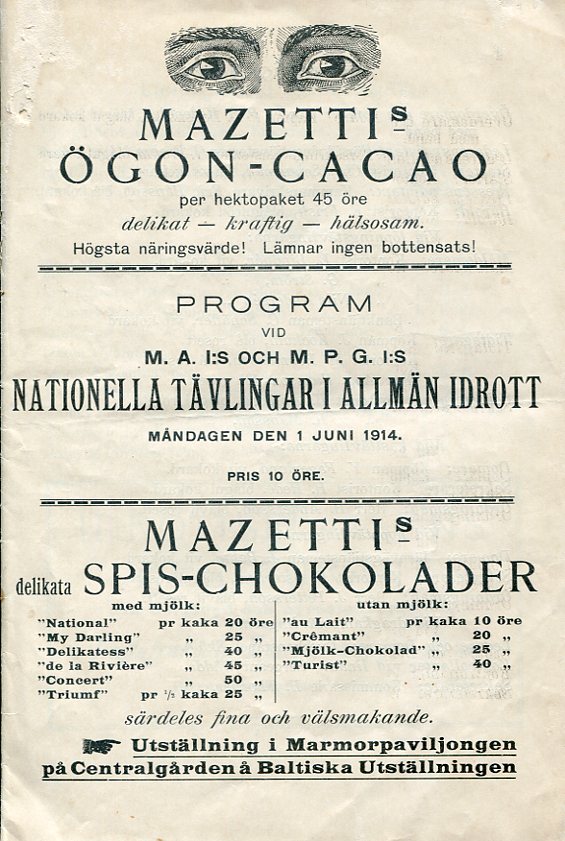 MAZETTIs
ÖGON-CACAO
per hektopaket 45 öre
delikat — kraftig — hälsosam.
Högsta näringsvärde! Lämnar ingen bottensats!
PROGRAM
VID
M. A. I:S OCH M. P. G. I:S
NATIONELLA TÄVLINGAR I ALLMÄN IDROTT
MÅNDAGEN DEN 1 JUNI 1914.
PRIS 10 ÖRE.
MAZETTIs
delikata SPIS-CHOKOLADER
med mjölk:
"National" pr kaka 20 öre
"My Darling" „ 25 „
"Delikatess" „ 40 „
"de la Rivière" „ 45 „
"Concert" „ 50 „
"Triumf" pr ½ kaka 25 „
utan mjölk:
"au Lait" pr kaka 10 öre
"Crêmant" „ 20 „
"Mjölk-Chokolad" „ 25 „
"Turist" „ 40 „
särdeles fina och välsmakande.
Utställning i Marmorpaviljongen
på Centralgården å Baltiska Utställningen